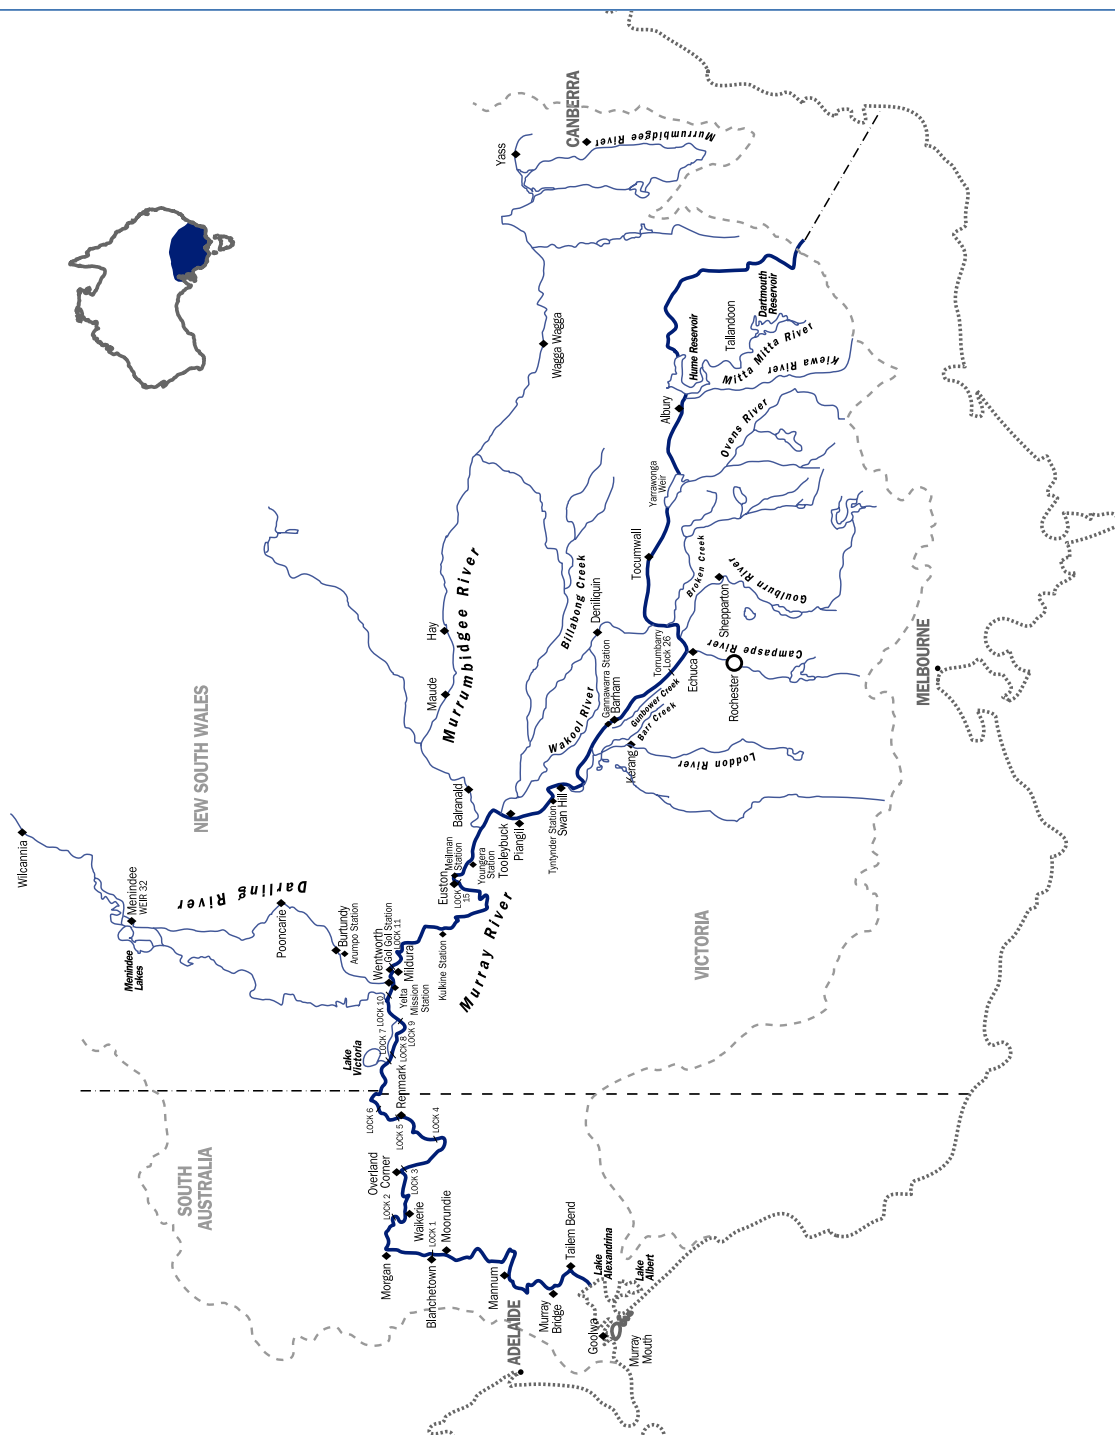 NEW SOUTH WALES
SOUTH
AUSTRALIA
VICTORIA
CANBERRA
MELBOURNE
ADELAIDE
Wilcannia
Menindee
WEIR 32
Menindee
Lakes
Darling River
Pooncarie
Burtundy
Arumpo Station
Wentworth
Gol Gol Station
LOCK 11
Mildura
Kulkine Station
LOCK 10
Yelta
Mission
Station
LOCK 9
LOCK 8
LOCK 7
Lake
Victoria
Renmark
LOCK 6
LOCK 5
LOCK 4
Overland
Corner
LOCK 3
LOCK 2
Waikerie
Morgan
LOCK 1
Blanchetown
Moorundie
Mannum
Murray
Bridge
Tailem Bend
Lake
Alexandrina
Lake
Albert
Goolwa
Murray
Mouth
Murray River
Euston
LOCK
15
Meilman
Station
Youngera
Station
Balranald
Tooleybuck
Piangil
Tyntynder Station
Swan Hill
Maude
Hay
Murrumbidgee River
Wagga Wagga
Yass
Murrumbidgee River
Billabong Creek
Deniliquin
Wakool River
Gannawarra Station
Barham
Gunbower Creek
Barr Creek
Kerang
Loddon River
Torrumbarry
Lock 26
Echuca
Rochester
Campaspe River
Shepparton
Goulburn River
Broken Creek
Tocumwall
Yarrawonga
Weir
Ovens River
Albury
Hume Reservoir
Kiewa River
Mitta Mitta River
Tallandoon
Dartmouth
Reservoir